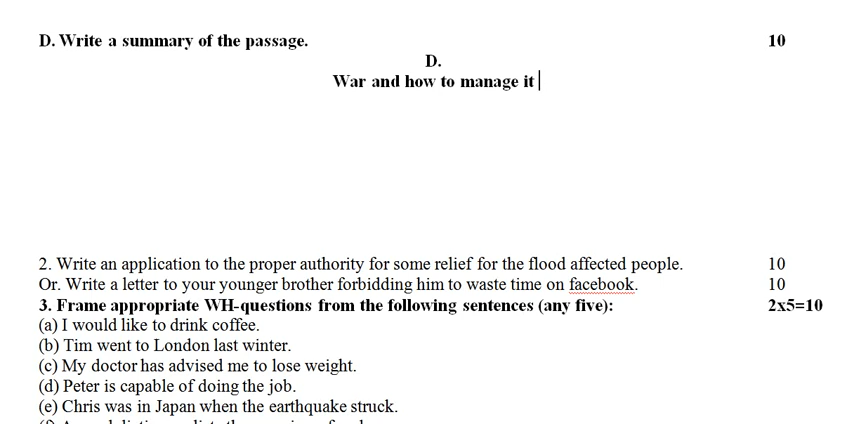 D. Write a summary of the passage. 10
D.
War and how to manage it
2. Write an application to the proper authority for some relief for the flood affected people. 10
Or. Write a letter to your younger brother forbidding him to waste time on facebook. 10
3. Frame appropriate WH-questions from the following sentences (any five): 2x5=10
(a) I would like to drink coffee.
(b) Tim went to London last winter.
(c) My doctor has advised me to lose weight.
(d) Peter is capable of doing the job.
(e) Chris was in Japan when the earthquake struck.